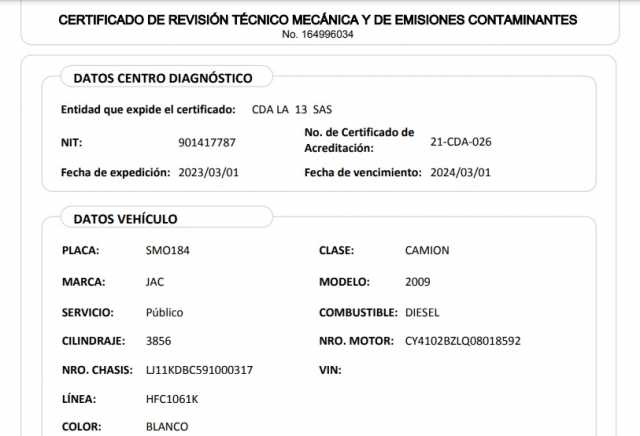 CERTIFICADO DE REVISIÓN TÉCNICO MECÁNICA Y DE EMISIONES CONTAMINANTES
No. 164996034
DATOS CENTRO DIAGNÓSTICO
Entidad que expide el certificado: CDA LA 13 SAS
NIT: 901417787 No. de Certificado de Acreditación: 21-CDA-026
Fecha de expedición: 2023/03/01 Fecha de vencimiento: 2024/03/01
DATOS VEHÍCULO
PLACA: SMO184 CLASE: CAMION
MARCA: JAC MODELO: 2009
SERVICIO: Público COMBUSTIBLE: DIESEL
CILINDRAJE: 3856 NRO. MOTOR: CY4102BZLQ08018592
NRO. CHASIS: LJ11KDBC591000317 VIN:
LÍNEA: HFC1061K
COLOR: BLANCO